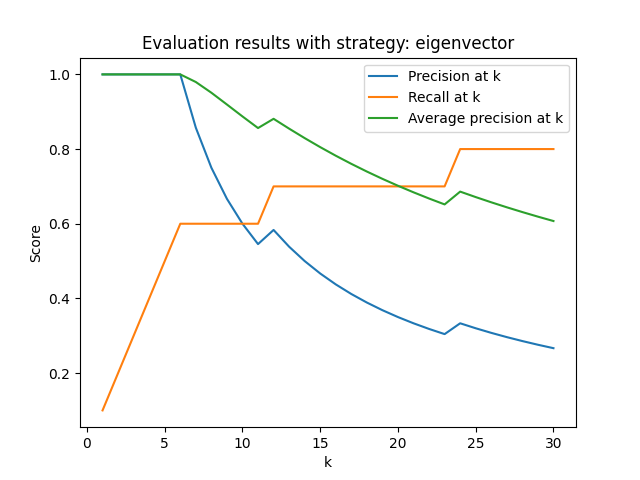 Evaluation results with strategy: eigenvector
Precision at k
Recall at k
Average precision at k
1.0
0.8
0.6
0.4
0.2
Score
0 5 10 15 20 25 30
k